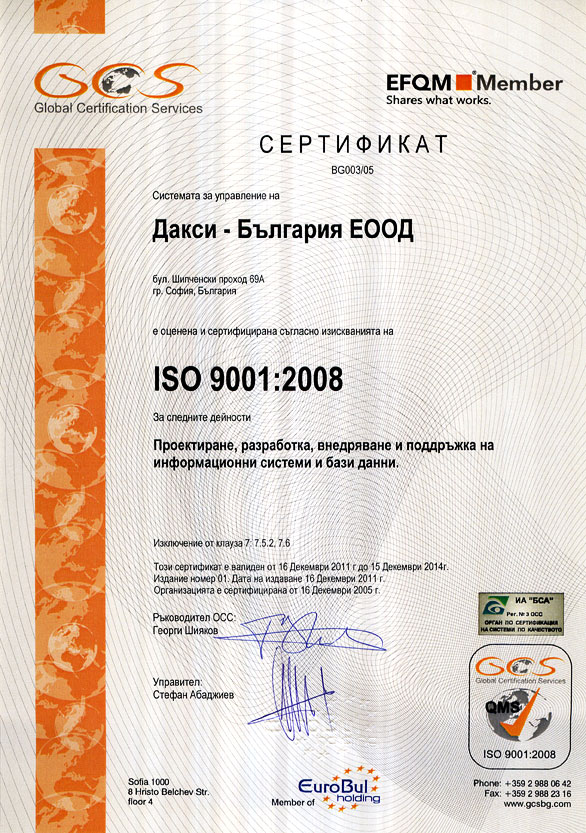 GCS
Global Certification Services
EFQM Member
Shares what works.
СЕРТИФИКАТ
BG003/05
Системата за управление на
Дакси - България ЕООД
бул. Шипченски проход 69А
гр. София, България
е оценена и сертифицирана съгласно изискванията на
ISO 9001:2008
За следните дейности
Проектиране, разработка, внедряване и поддръжка на
информационни системи и бази данни.
Изключение от клауза 7: 7.5.2, 7.6
Този сертификат е валиден от 16 Декември 2011 г до 15 Декември 2014г.
Издание номер 01. Дата на издаване 16 Декември 2011 г.
Организацията е сертифицирана от 16 Декември 2005 г.
Ръководител ОСС:
Георги Шияков
Управител:
Стефан Абаджиев
ИА "БСА"
Рег. № 3 ОСС
ОРГАН ПО СЕРТИФИКАЦИЯ
НА СИСТЕМИ ПО КАЧЕСТВОТО
GCS
Global Certification Services
QMS
ISO 9001:2008
Sofia 1000
8 Hristo Belchev Str.
floor 4
Member of
EuroBul
holding
Phone: +359 2 988 06 42
Fax: +359 2 988 23 16
www.gcsbg.com